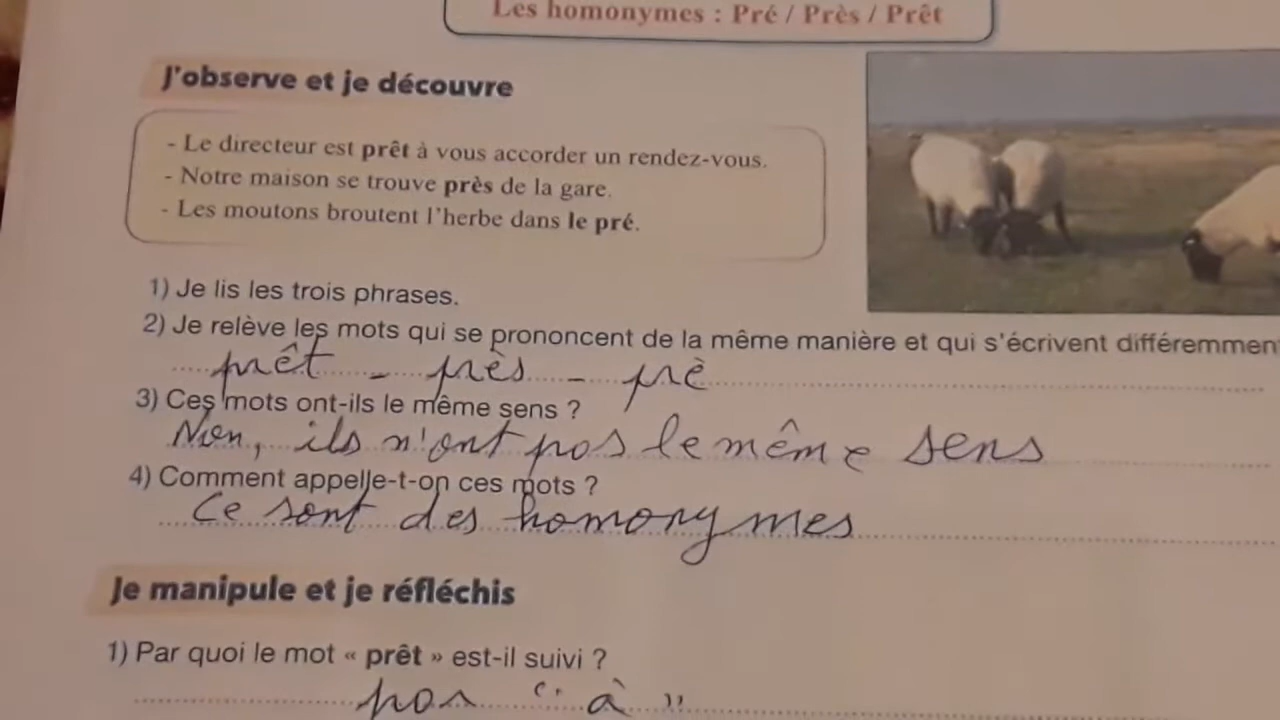 Les homonymes : Pré / Près / Prêt
J'observe et je découvre
- Le directeur est prêt à vous accorder un rendez-vous.
- Notre maison se trouve près de la gare.
- Les moutons broutent l'herbe dans le pré.
1) Je lis les trois phrases.
2) Je relève les mots qui se prononcent de la même manière et qui s'écrivent différemmen
prêt - près - prè
3) Ces mots ont-ils le même sens ?
Non, ils n'ont pas le même sens
4) Comment appelle-t-on ces mots ?
Ce sont des homonymes
Je manipule et je réfléchis
1) Par quoi le mot « prêt » est-il suivi ?
par " à "